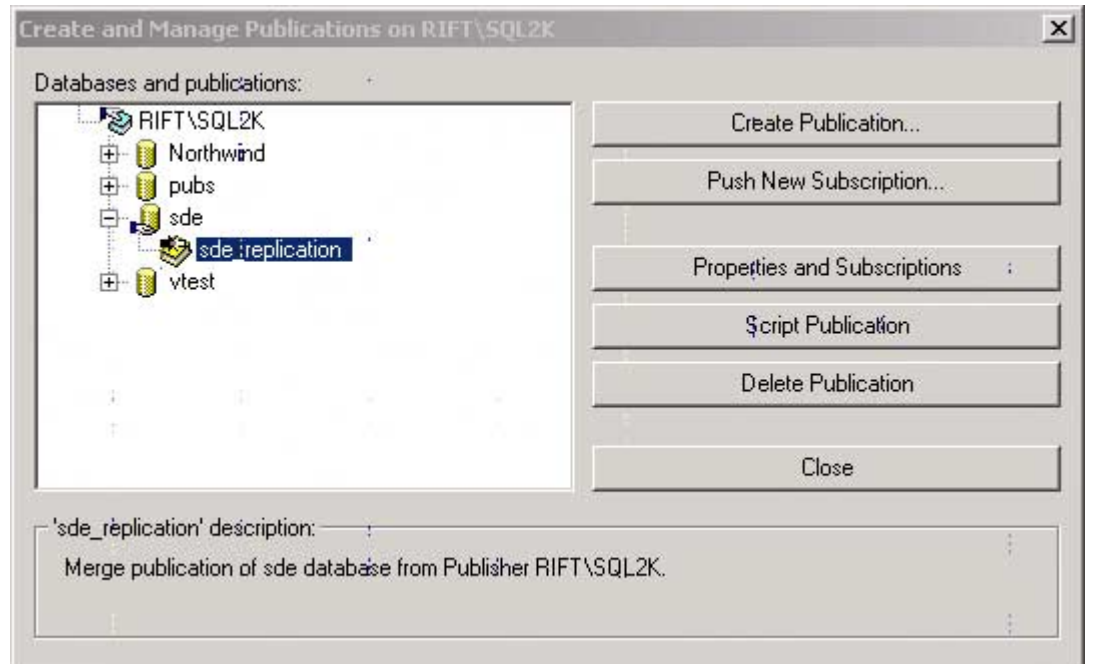 Create and Manage Publications on RIFT\SQL2K
Databases and publications:
RIFT\SQL2K
Northwind
pubs
sde
sde_replication
vtest
Create Publication...
Push New Subscription...
Properties and Subscriptions
Script Publication
Delete Publication
Close
'sde_replication' description:
Merge publication of sde database from Publisher RIFT\SQL2K.